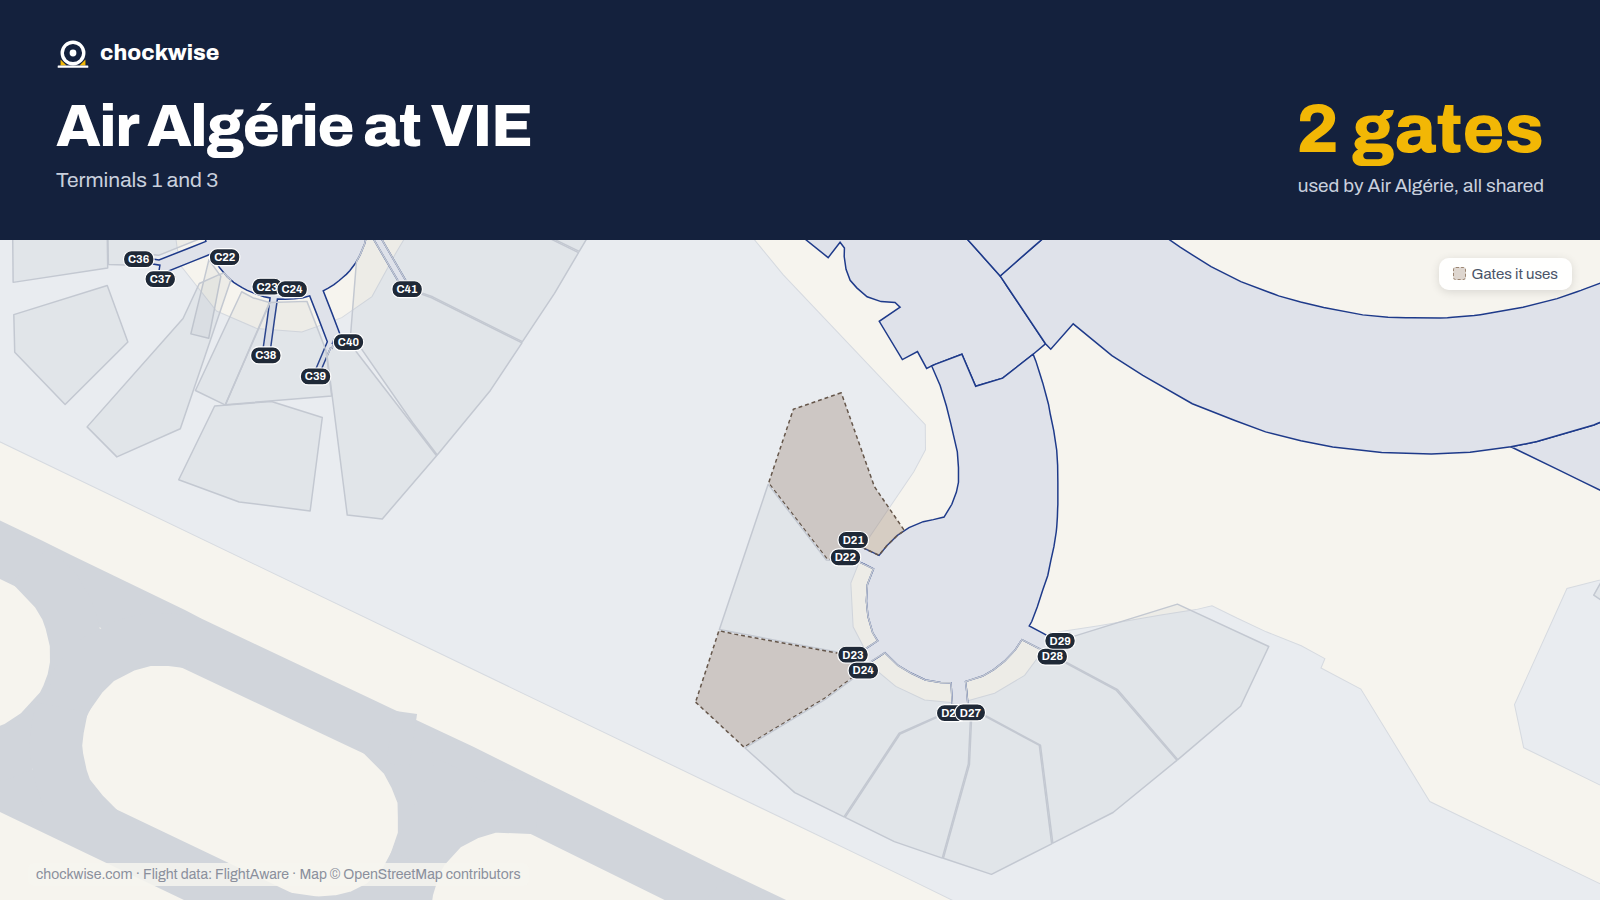 chockwise
Air Algérie at VIE
Terminals 1 and 3
2 gates
used by Air Algérie, all shared
Gates it uses
C36
C37
C22
C23
C24
C41
C38
C40
C39
D21
D22
D23
D24
D29
D28
D27
chockwise.com · Flight data: FlightAware · Map © OpenStreetMap contributors